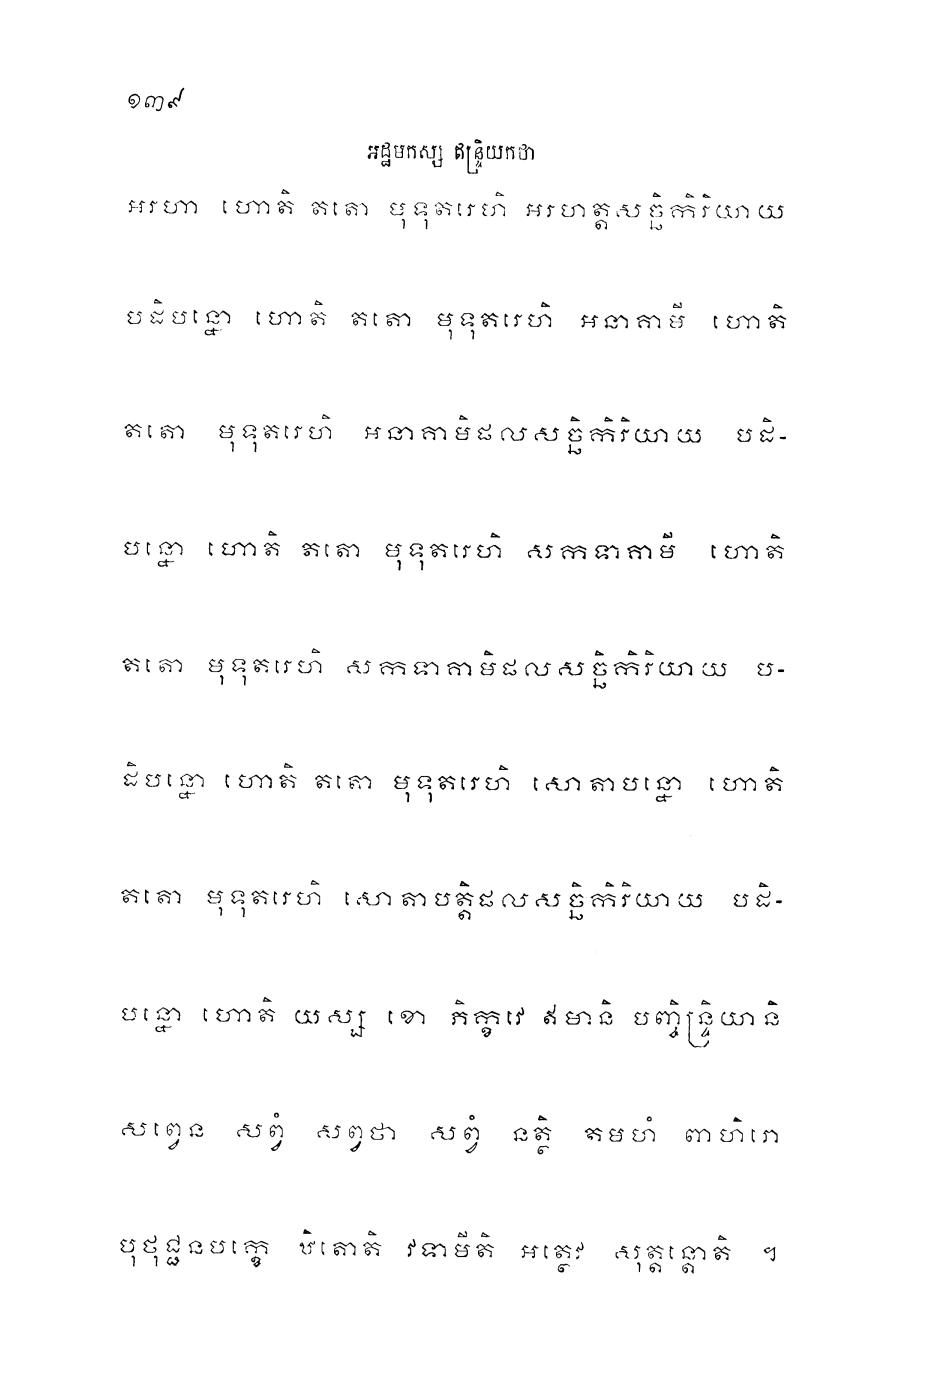 ១៣៩
អដ្ឋមកស្ស ឥន្ទ្រិយកថា
អរហា ហោតិ តតោ មុទុតរេហិ អរហត្តសច្ឆិកិរិយាយ
បដិបន្នោ ហោតិ តតោ មុទុតរេហិ អនាគាមី ហោតិ
តតោ មុទុតរេហិ អនាគាមិផលសច្ឆិកិរិយាយ បដិ-
បន្នោ ហោតិ តតោ មុទុតរេហិ សកទាគាមី ហោតិ
តតោ មុទុតរេហិ សកទាគាមិផលសច្ឆិកិរិយាយ ប-
ដិបន្នោ ហោតិ តតោ មុទុតរេហិ សោតាបន្នោ ហោតិ
តតោ មុទុតរេហិ សោតាបត្តិផលសច្ឆិកិរិយាយ បដិ-
បន្នោ ហោតិ យស្ស ខោ ភិក្ខវេ ឥមានិ បញ្ចិន្ទ្រិយានិ
សព្វេន សព្វំ សព្វថា សព្វំ នត្ថិ តមហំ ពាហិរោ
បុថុជ្ជនបក្ខេ ឋិតោតិ វទាមីតិ អត្ថេវ សុត្តន្តោតិ ។